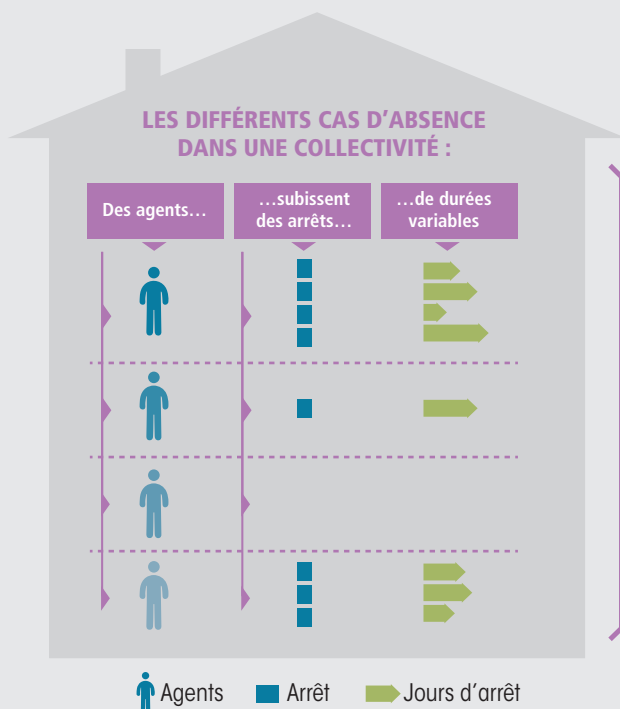 LES DIFFÉRENTS CAS D'ABSENCE
DANS UNE COLLECTIVITÉ :
Des agents…
…subissent
des arrêts…
…de durées
variables
Agents
Arrêt
Jours d'arrêt